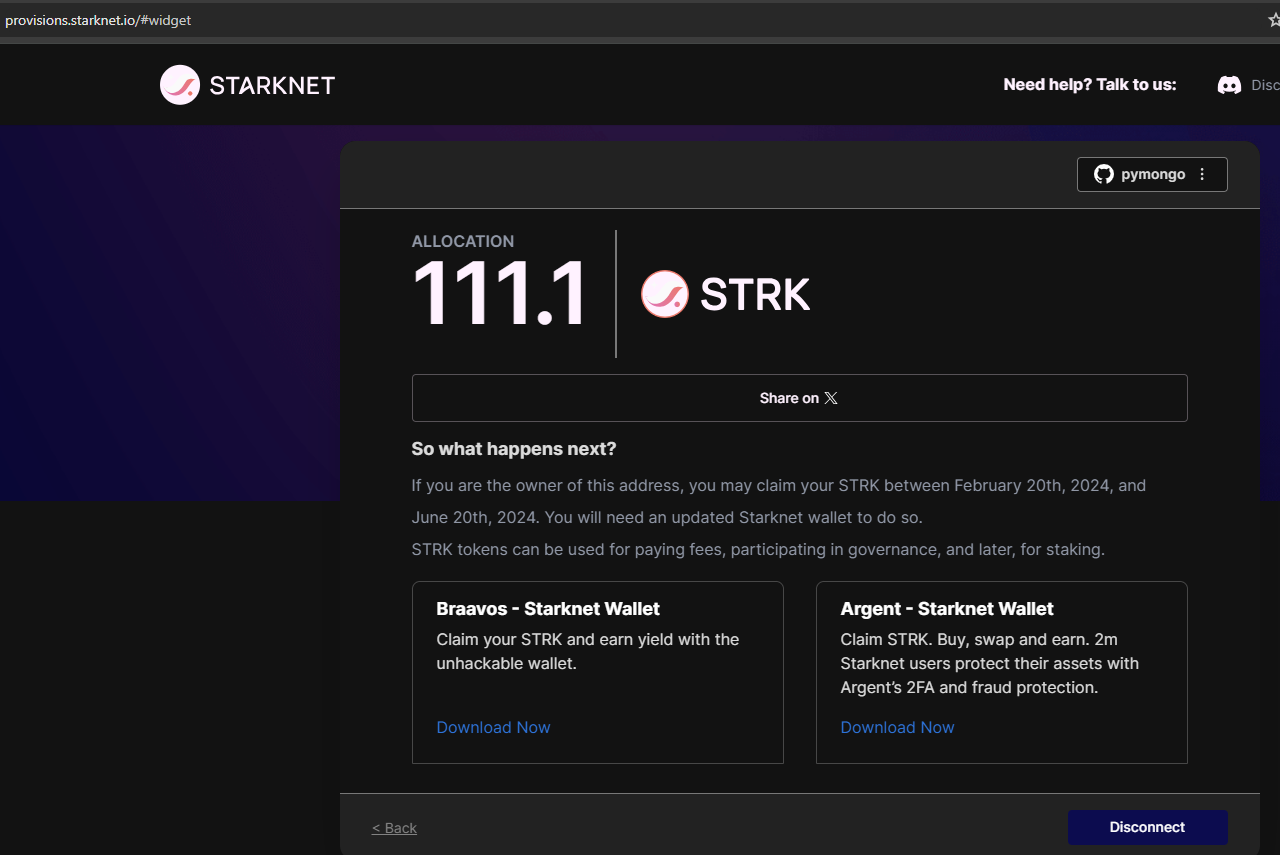 provisions.starknet.io/#widget
STARKNET
Need help? Talk to us:
Disc
pymongo
ALLOCATION
111.1
STRK
Share on X
So what happens next?
If you are the owner of this address, you may claim your STRK between February 20th, 2024, and
June 20th, 2024. You will need an updated Starknet wallet to do so.
STRK tokens can be used for paying fees, participating in governance, and later, for staking.
Braavos - Starknet Wallet
Claim your STRK and earn yield with the
unhackable wallet.
Download Now
Argent - Starknet Wallet
Claim STRK. Buy, swap and earn. 2m
Starknet users protect their assets with
Argent’s 2FA and fraud protection.
Download Now
< Back
Disconnect